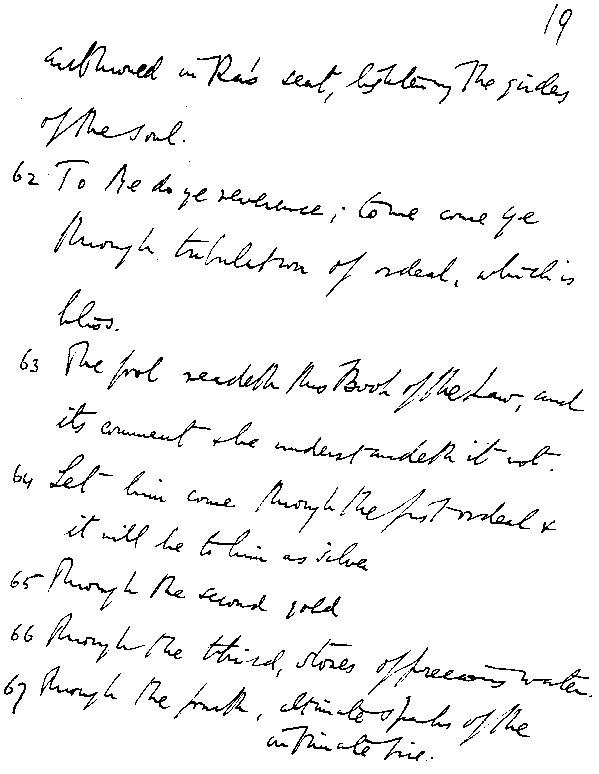 19
enthroned in Ra's seat, lightening the girders
of the soul.
62 To Me do ye reverence; to me come ye
through tribulation of ordeal, which is
bliss.
63 The fool readeth this Book of the Law, and
its comment & he understandeth it not.
64 Let him come through the first ordeal &
it will be to him as silver
65 Through the second gold
66 Through the third, stones of precious water.
67 Through the fourth, ultimate sparks of the
intimate fire.